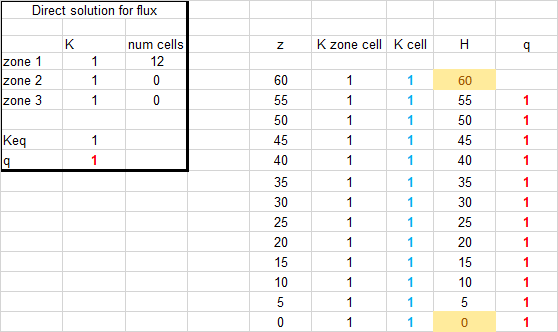 Direct solution for flux
K num cells z K zone cell K cell H q
zone 1 1 12
zone 2 1 0 60 1 1 60
zone 3 1 0 55 1 1 55 1
50 1 1 50 1
Keq 1 45 1 1 45 1
q 1 40 1 1 40 1
35 1 1 35 1
30 1 1 30 1
25 1 1 25 1
20 1 1 20 1
15 1 1 15 1
10 1 1 10 1
5 1 1 5 1
0 1 1 0 1